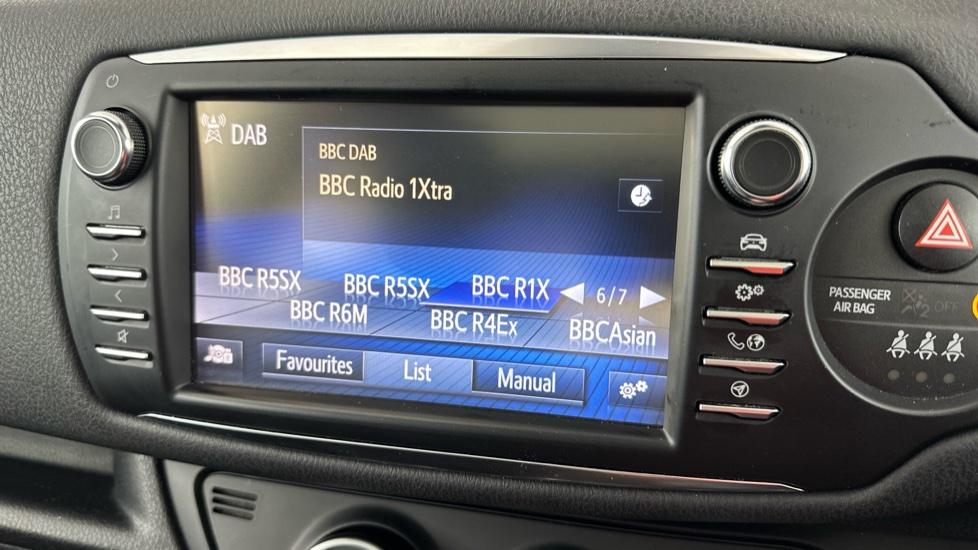 DAB
BBC DAB
BBC Radio 1Xtra
BBC R5SX BBC R5SX BBC R1X 6/7
BBC R6M BBC R4Ex BBCAsian
Favourites List Manual
PASSENGER
AIR BAG
OFF
2